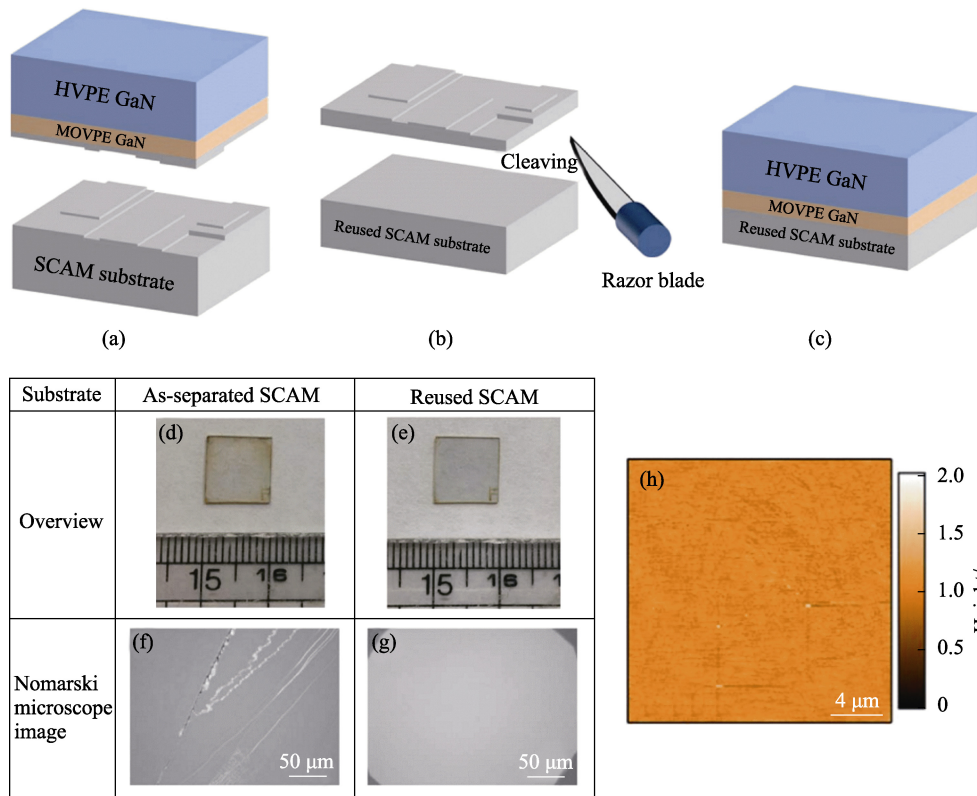 HVPE GaN
MOVPE GaN
SCAM substrate
(a)
Cleaving
Reused SCAM substrate
Razor blade
(b)
HVPE GaN
MOVPE GaN
Reused SCAM substrate
(c)
Substrate
As-separated SCAM
Reused SCAM
Overview
(d)
15
16
(e)
15
16
Nomarski
microscope
image
(f)
50 μm
(g)
50 μm
(h)
4 μm
2.0
1.5
1.0
0.5
0